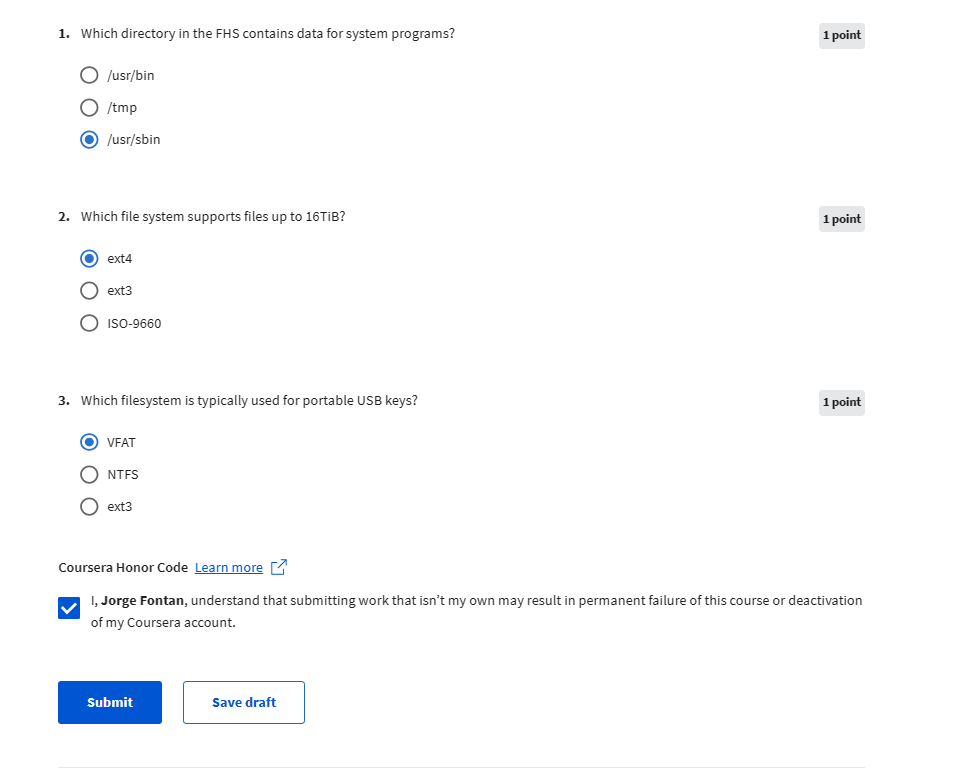 1. Which directory in the FHS contains data for system programs?
1 point
/usr/bin
/tmp
/usr/sbin
2. Which file system supports files up to 16TiB?
1 point
ext4
ext3
ISO-9660
3. Which filesystem is typically used for portable USB keys?
1 point
VFAT
NTFS
ext3
Coursera Honor Code Learn more
I, Jorge Fontan, understand that submitting work that isn’t my own may result in permanent failure of this course or deactivation
of my Coursera account.
Submit
Save draft